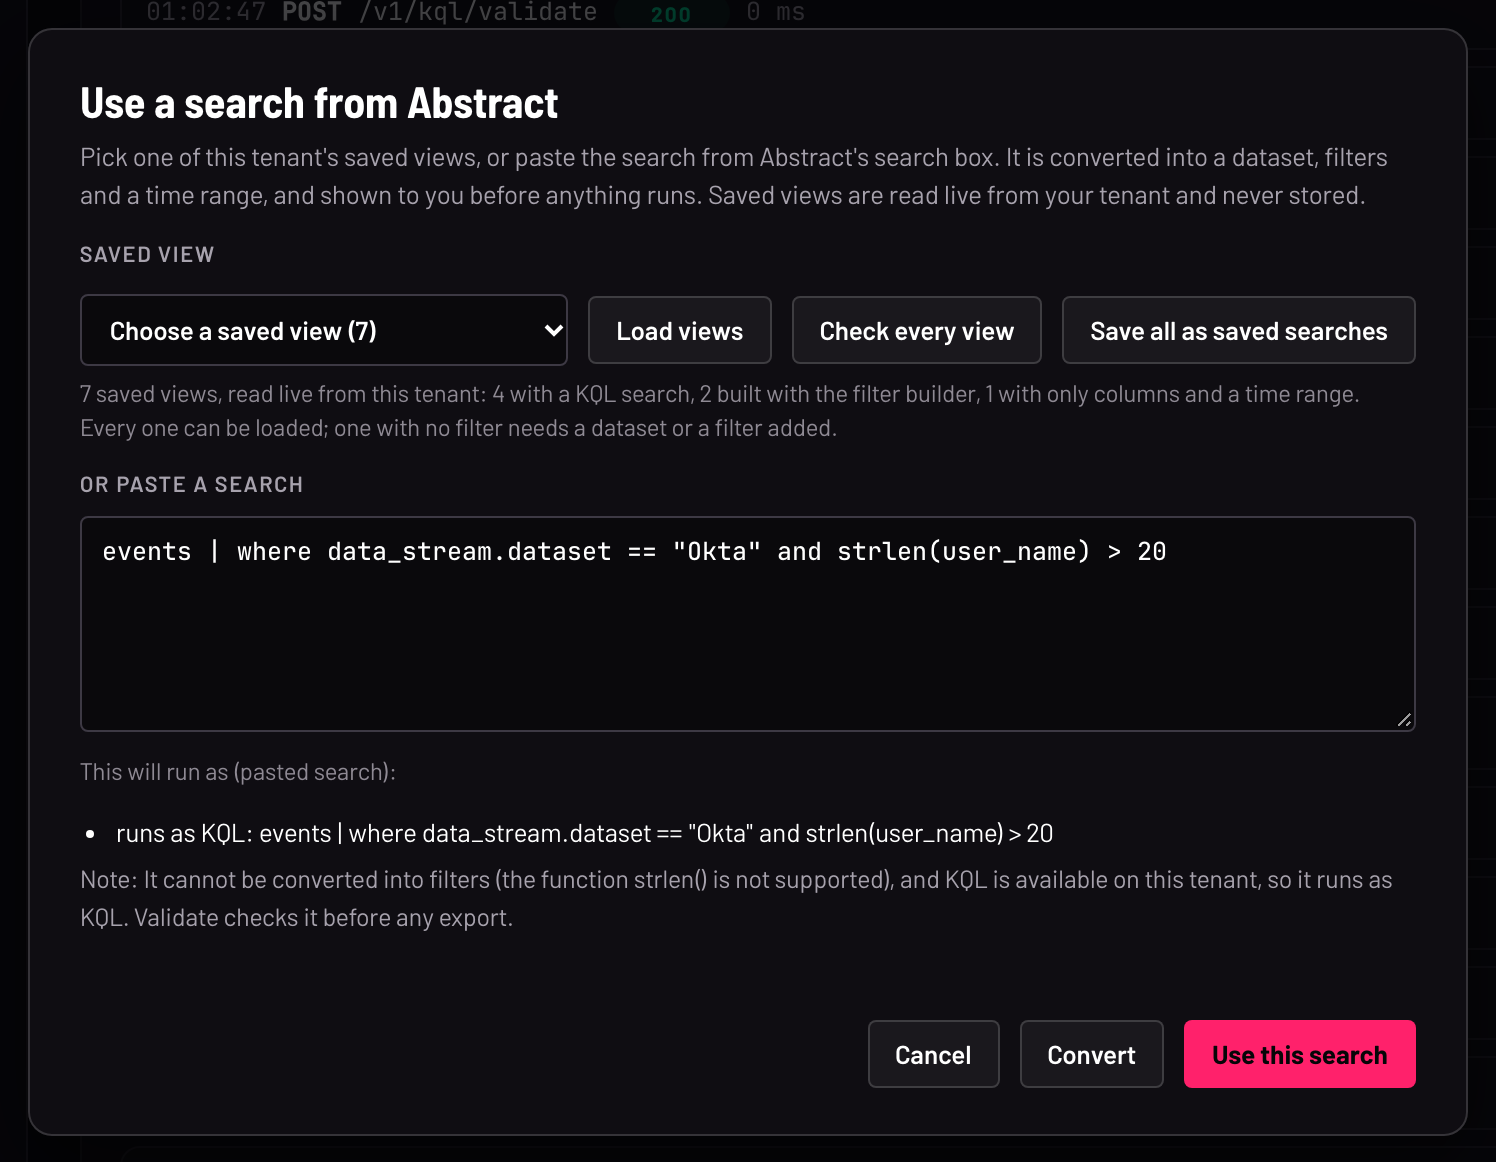 01:02:47 POST /v1/kql/validate 200 0 ms
Use a search from Abstract
Pick one of this tenant's saved views, or paste the search from Abstract's search box. It is converted into a dataset, filters
and a time range, and shown to you before anything runs. Saved views are read live from your tenant and never stored.
SAVED VIEW
Choose a saved view (7) Load views Check every view Save all as saved searches
7 saved views, read live from this tenant: 4 with a KQL search, 2 built with the filter builder, 1 with only columns and a time range.
Every one can be loaded; one with no filter needs a dataset or a filter added.
OR PASTE A SEARCH
events | where data_stream.dataset == "Okta" and strlen(user_name) > 20
This will run as (pasted search):
• runs as KQL: events | where data_stream.dataset == "Okta" and strlen(user_name) > 20
Note: It cannot be converted into filters (the function strlen() is not supported), and KQL is available on this tenant, so it runs as
KQL. Validate checks it before any export.
Cancel Convert Use this search